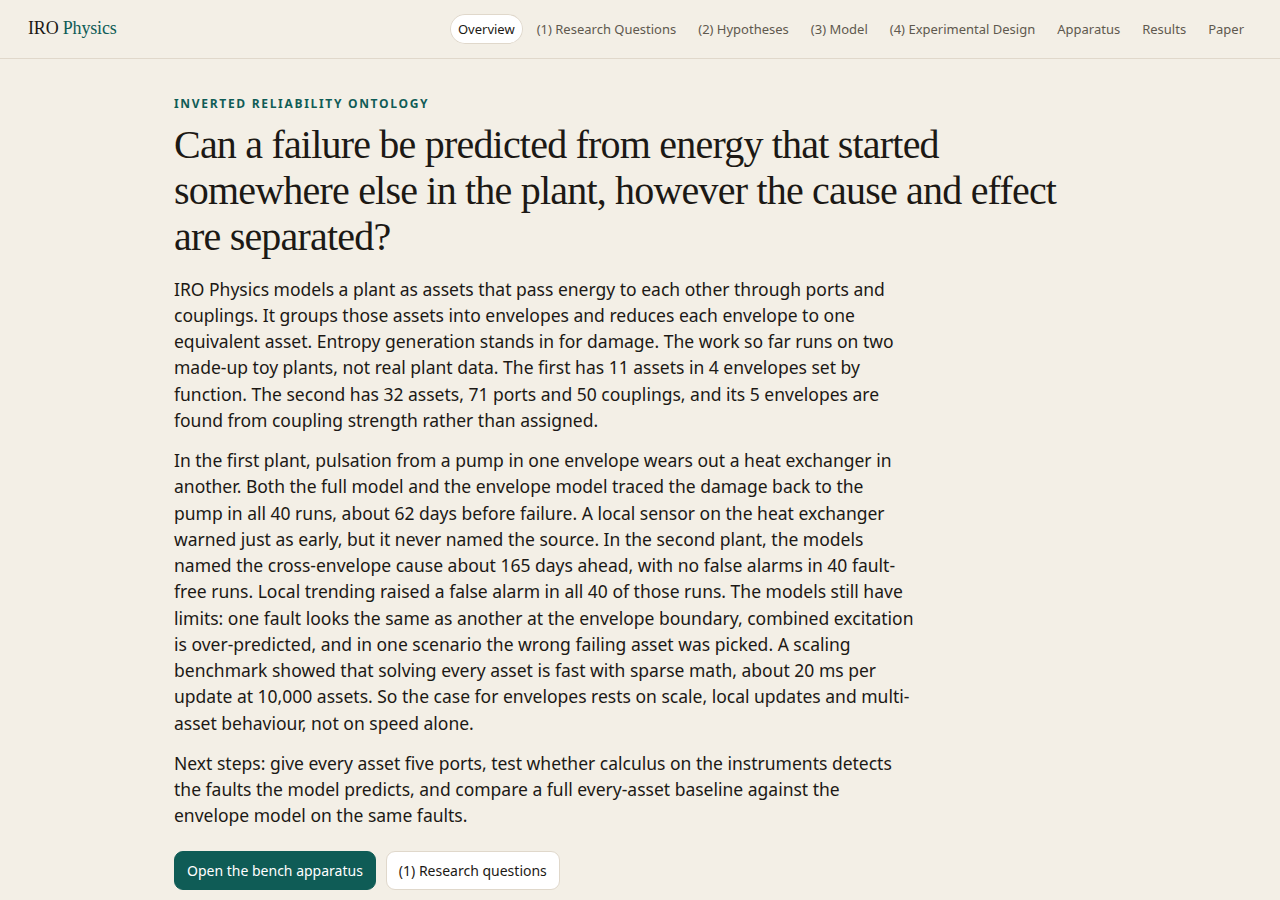 IRO Physics
Overview
(1) Research Questions
(2) Hypotheses
(3) Model
(4) Experimental Design
Apparatus
Results
Paper
INVERTED RELIABILITY ONTOLOGY
Can a failure be predicted from energy that started
somewhere else in the plant, however the cause and effect
are separated?
IRO Physics models a plant as assets that pass energy to each other through ports and
couplings. It groups those assets into envelopes and reduces each envelope to one
equivalent asset. Entropy generation stands in for damage. The work so far runs on two
made-up toy plants, not real plant data. The first has 11 assets in 4 envelopes set by
function. The second has 32 assets, 71 ports and 50 couplings, and its 5 envelopes are
found from coupling strength rather than assigned.
In the first plant, pulsation from a pump in one envelope wears out a heat exchanger in
another. Both the full model and the envelope model traced the damage back to the
pump in all 40 runs, about 62 days before failure. A local sensor on the heat exchanger
warned just as early, but it never named the source. In the second plant, the models
named the cross-envelope cause about 165 days ahead, with no false alarms in 40 fault-
free runs. Local trending raised a false alarm in all 40 of those runs. The models still have
limits: one fault looks the same as another at the envelope boundary, combined excitation
is over-predicted, and in one scenario the wrong failing asset was picked. A scaling
benchmark showed that solving every asset is fast with sparse math, about 20 ms per
update at 10,000 assets. So the case for envelopes rests on scale, local updates and multi-
asset behaviour, not on speed alone.
Next steps: give every asset five ports, test whether calculus on the instruments detects
the faults the model predicts, and compare a full every-asset baseline against the
envelope model on the same faults.
Open the bench apparatus
(1) Research questions